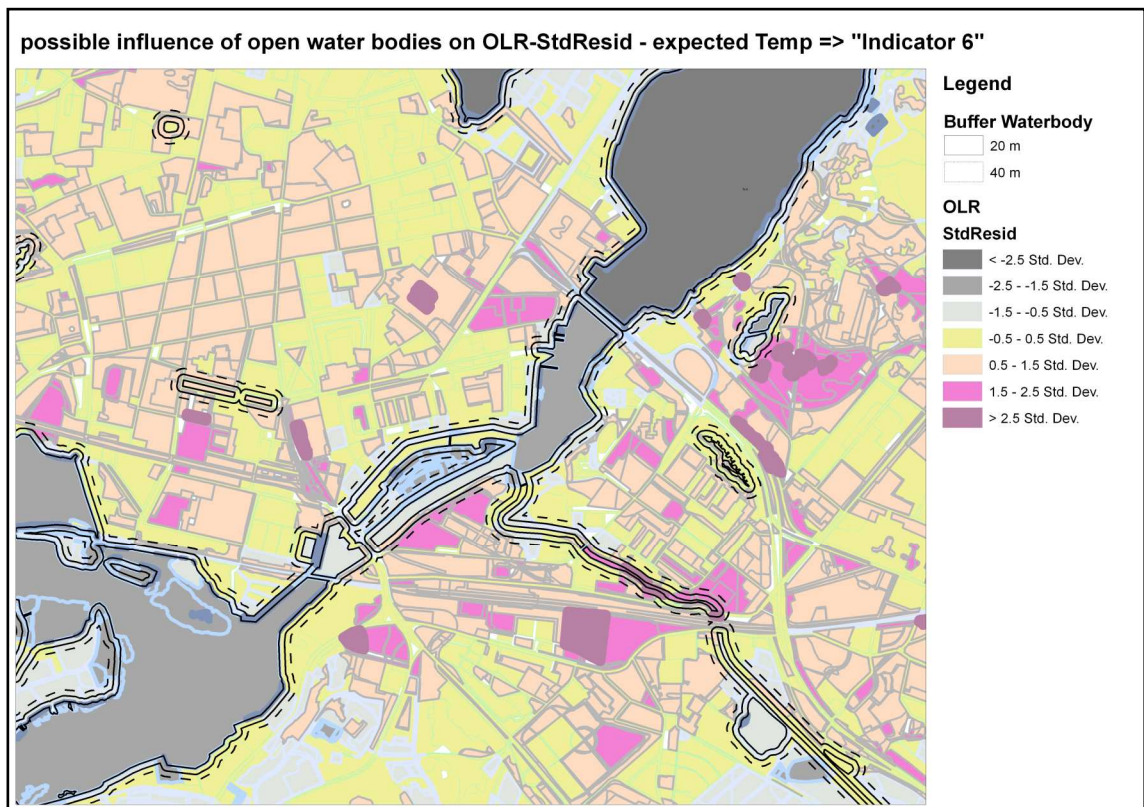 possible influence of open water bodies on OLR-StdResid - expected Temp => "Indicator 6"
Legend
Buffer Waterbody
20 m
40 m
OLR
StdResid
< -2.5 Std. Dev.
-2.5 - -1.5 Std. Dev.
-1.5 - -0.5 Std. Dev.
-0.5 - 0.5 Std. Dev.
0.5 - 1.5 Std. Dev.
1.5 - 2.5 Std. Dev.
> 2.5 Std. Dev.